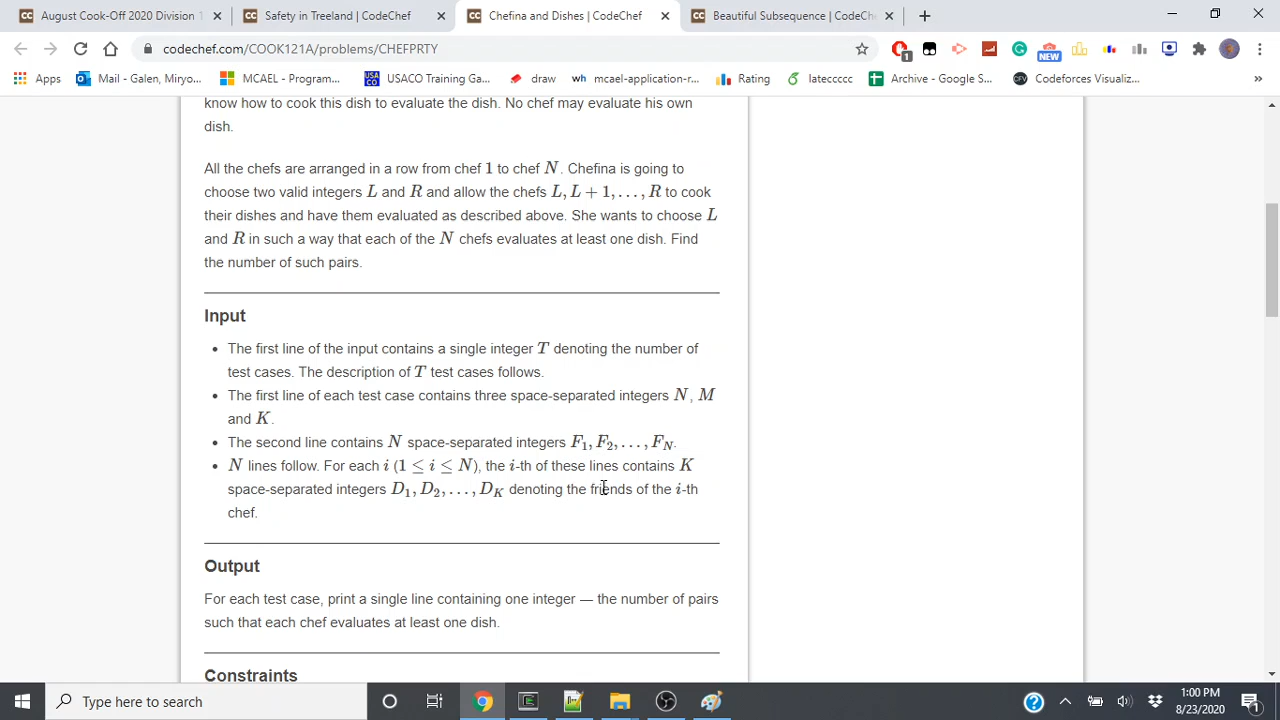 August Cook-Off 2020 Division 1
Safety in Treeland | CodeChef
Chefina and Dishes | CodeChef
Beautiful Subsequence | CodeChe
codechef.com/COOK121A/problems/CHEFPRTY
1
NEW
Apps
Mail - Galen, Miryo...
MCAEL - Program...
USACO Training Ga...
draw
mcael-application-r...
Rating
lateccccc
Archive - Google S...
Codeforces Visualiz...
know how to cook this dish to evaluate the dish. No chef may evaluate his own
dish.
All the chefs are arranged in a row from chef 1 to chef N. Chefina is going to
choose two valid integers L and R and allow the chefs L, L + 1, . . . , R to cook
their dishes and have them evaluated as described above. She wants to choose L
and R in such a way that each of the N chefs evaluates at least one dish. Find
the number of such pairs.
Input
• The first line of the input contains a single integer T denoting the number of
test cases. The description of T test cases follows.
• The first line of each test case contains three space-separated integers N, M
and K.
• The second line contains N space-separated integers F₁, F₂, . . . , F_N.
• N lines follow. For each i (1 ≤ i ≤ N), the i-th of these lines contains K
space-separated integers D₁, D₂, . . . , D_K denoting the friends of the i-th
chef.
Output
For each test case, print a single line containing one integer — the number of pairs
such that each chef evaluates at least one dish.
Constraints
Type here to search
1:00 PM
8/23/2020
1